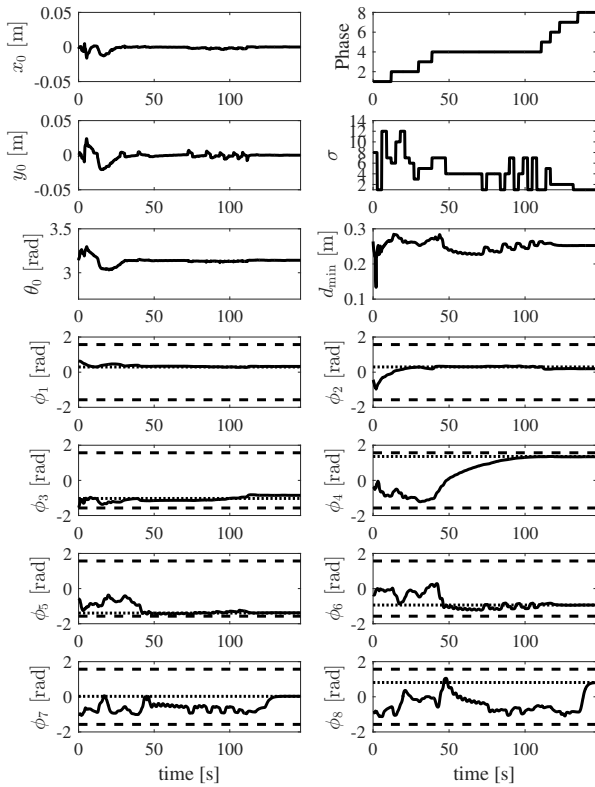 0.05
0
-0.05
x₀ [m]
0 50 100
8
6
4
2
Phase
0 50 100
0.05
0
-0.05
y₀ [m]
0 50 100
14
12
10
8
6
4
2
σ
0 50 100
3.5
3
θ₀ [rad]
0 50 100
0.3
0.2
0.1
d_min [m]
0 50 100
2
0
-2
ϕ₁ [rad]
0 50 100
2
0
-2
ϕ₂ [rad]
0 50 100
2
0
-2
ϕ₃ [rad]
0 50 100
2
0
-2
ϕ₄ [rad]
0 50 100
2
0
-2
ϕ₅ [rad]
0 50 100
2
0
-2
ϕ₆ [rad]
0 50 100
2
0
-2
ϕ₇ [rad]
0 50 100
time [s]
2
0
-2
ϕ₈ [rad]
0 50 100
time [s]